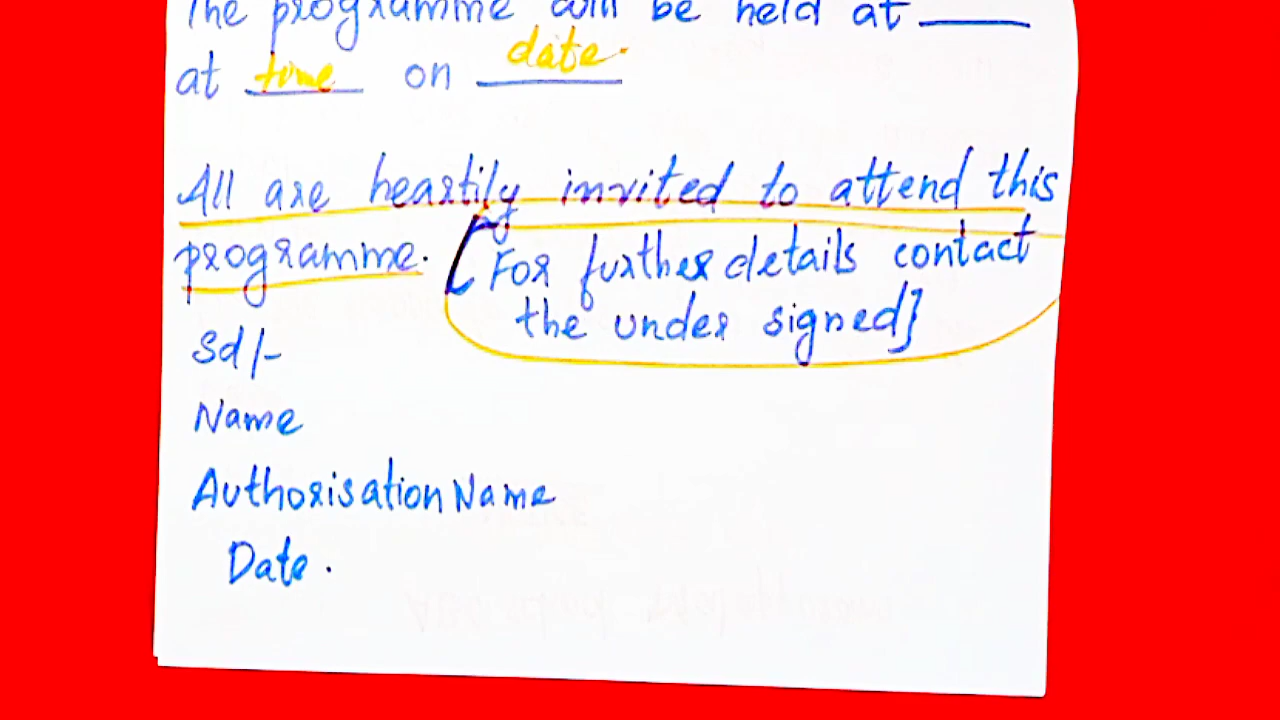 The programme will be held at ____
at time on date.
All are heartily invited to attend this
programme. [For further details contact
the under signed]
Sd/-
Name
Authorisation Name
Date.